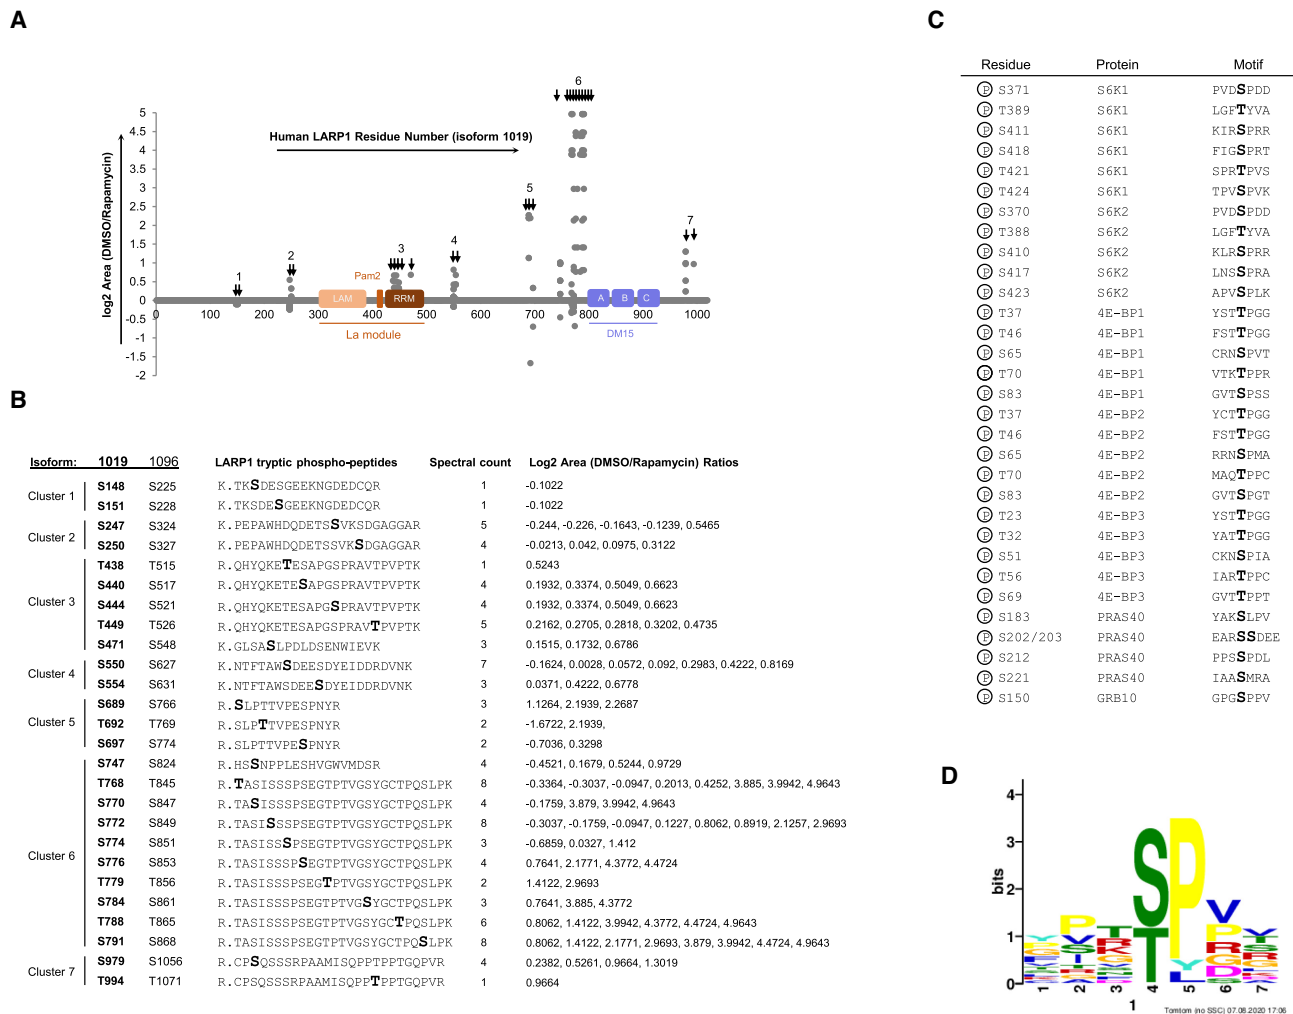 A
log2 Area (DMSO/Rapamycin)
Human LARP1 Residue Number (isoform 1019)
5
4.5
4
3.5
3
2.5
2
1.5
1
0.5
0
-0.5
-1
-1.5
-2
1
2
3
4
5
6
7
Pam2
LAM
RRM
A
B
C
La module
DM15
0
100
200
300
400
500
600
700
800
900
1000
B
Isoform: 1019 1096 LARP1 tryptic phospho-peptides Spectral count Log2 Area (DMSO/Rapamycin) Ratios
Cluster 1
S148 S225 K.TKSDESGEEKNGDEDCQR 1 -0.1022
S151 S228 K.TKSDESGEEKNGDEDCQR 1 -0.1022
Cluster 2
S247 S324 K.PEPAWHDQDETSSVKSDGAGGAR 5 -0.244, -0.226, -0.1643, -0.1239, 0.5465
S250 S327 K.PEPAWHDQDETSSVKSDGAGGAR 4 -0.0213, 0.042, 0.0975, 0.3122
Cluster 3
T438 T515 R.QHYQKETESAPGSPRAVTPVPTK 1 0.5243
S440 S517 R.QHYQKETESAPGSPRAVTPVPTK 4 0.1932, 0.3374, 0.5049, 0.6623
S444 S521 R.QHYQKETESAPGSPRAVTPVPTK 4 0.1932, 0.3374, 0.5049, 0.6623
T449 T526 R.QHYQKETESAPGSPRAVTPVPTK 5 0.2162, 0.2705, 0.2818, 0.3202, 0.4735
S471 S548 K.GLSASLPDLDSENWIEVK 3 0.1515, 0.1732, 0.6786
Cluster 4
S550 S627 K.NTFTAWSDEESDYEIDDRDVNK 7 -0.1624, 0.0028, 0.0572, 0.092, 0.2983, 0.4222, 0.8169
S554 S631 K.NTFTAWSDEESDYEIDDRDVNK 3 0.0371, 0.4222, 0.6778
Cluster 5
S689 S766 R.SLPTTVPESPNYR 3 1.1264, 2.1939, 2.2687
T692 T769 R.SLPTTVPESPNYR 2 -1.6722, 2.1939,
S697 S774 R.SLPTTVPESPNYR 2 -0.7036, 0.3298
Cluster 6
S747 S824 R.HSSNPPLESHVGWVMDSR 4 -0.4521, 0.1679, 0.5244, 0.9729
T768 T845 R.TASISSSPSEGTPTVGSYGCTPQSLPK 8 -0.3364, -0.3037, -0.0947, 0.2013, 0.4252, 3.885, 3.9942, 4.9643
S770 S847 R.TASISSSPSEGTPTVGSYGCTPQSLPK 4 -0.1759, 3.879, 3.9942, 4.9643
S772 S849 R.TASISSSPSEGTPTVGSYGCTPQSLPK 8 -0.3037, -0.1759, -0.0947, 0.1227, 0.8062, 0.8919, 2.1257, 2.9693
S774 S851 R.TASISSSPSEGTPTVGSYGCTPQSLPK 3 -0.6859, 0.0327, 1.412
S776 S853 R.TASISSSPSEGTPTVGSYGCTPQSLPK 4 0.7641, 2.1771, 4.3772, 4.4724
T779 T856 R.TASISSSPSEGTPTVGSYGCTPQSLPK 2 1.4122, 2.9693
S784 S861 R.TASISSSPSEGTPTVGSYGCTPQSLPK 3 0.7641, 3.885, 4.3772
T788 T865 R.TASISSSPSEGTPTVGSYGCTPQSLPK 6 0.8062, 1.4122, 3.9942, 4.3772, 4.4724, 4.9643
S791 S868 R.TASISSSPSEGTPTVGSYGCTPQSLPK 8 0.8062, 1.4122, 2.1771, 2.9693, 3.879, 3.9942, 4.4724, 4.9643
Cluster 7
S979 S1056 R.CPSQSSSRPAAMISQPPTPPTGQPVR 4 0.2382, 0.5261, 0.9664, 1.3019
T994 T1071 R.CPSQSSSRPAAMISQPPTPPTGQPVR 1 0.9664
C
Residue Protein Motif
P S371 S6K1 PVDSPDD
P T389 S6K1 LGFTYVA
P S411 S6K1 KIRSPRR
P S418 S6K1 FIGSPRT
P T421 S6K1 SPRTPVS
P T424 S6K1 TPVSPVK
P S370 S6K2 PVDSPDD
P T388 S6K2 LGFTYVA
P S410 S6K2 KLRSPRR
P S417 S6K2 LNSSPRA
P S423 S6K2 APVSPLK
P T37 4E-BP1 YSTTPGG
P T46 4E-BP1 FSTTPGG
P S65 4E-BP1 CRNSPVT
P T70 4E-BP1 VTKTPPR
P S83 4E-BP1 GVTSPSS
P T37 4E-BP2 YCTTPGG
P T46 4E-BP2 FSTTPGG
P S65 4E-BP2 RRNSPMA
P T70 4E-BP2 MAQTPPC
P S83 4E-BP2 GVTSPGT
P T23 4E-BP3 YSTTPGG
P T32 4E-BP3 YATTPGG
P S51 4E-BP3 CKNSPIA
P T56 4E-BP3 IARTPPC
P S69 4E-BP3 GVTTPPT
P S183 PRAS40 YAKSLPV
P S202/203 PRAS40 EARSSDEE
P S212 PRAS40 PPSSPDL
P S221 PRAS40 IAASMRA
P S150 GRB10 GPGSPPV
D
bits
4
3
2
1
0
S
T
P
Y
L
V
P
R
G
D
1
2
3
4
5
6
7
1
Tomtom (no SSC) 07.08.2020 17:06